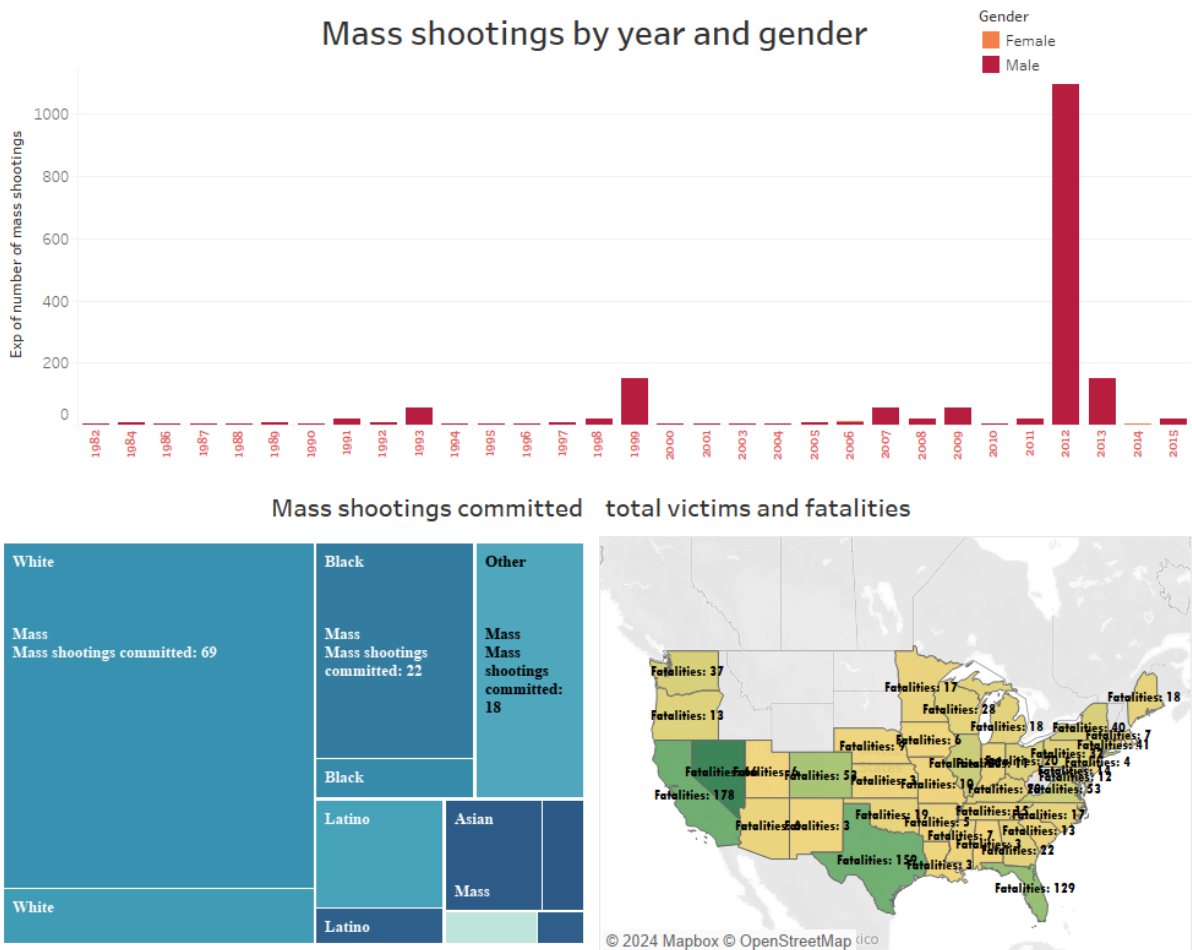 Mass shootings by year and gender
Gender
Female
Male
Exp of number of mass shootings
1000
800
600
400
200
0
1982
1984
1986
1987
1988
1989
1990
1991
1992
1993
1994
1995
1996
1997
1998
1999
2000
2001
2003
2004
2005
2006
2007
2008
2009
2010
2011
2012
2013
2014
2015
Mass shootings committed
total victims and fatalities
White
Mass
Mass shootings committed: 69
White
Black
Mass
Mass shootings
committed: 22
Black
Other
Mass
Mass
shootings
committed:
18
Latino
Latino
Asian
Mass
Fatalities: 37
Fatalities: 13
Fatalities: 178
Fatalities:
Fatalities: 53
Fatalities: 3
Fatalities: 159
Fatalities: 17
Fatalities: 28
Fatalities: 18
Fatalities: 6
Fatalities: 9
Fatalities: 3
Fatalities: 19
Fatalities: 5
Fatalities: 7
Fatalities: 3
Fatalities: 3
Fatalities: 17
Fatalities: 13
Fatalities: 22
Fatalities: 129
Fatalities: 18
Fatalities: 40
Fatalities: 7
Fatalities: 41
Fatalities: 4
Fatalities: 53
© 2024 Mapbox © OpenStreetMap